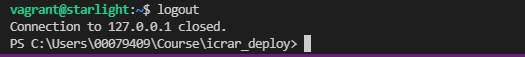 vagrant@starlight:~$ logout
Connection to 127.0.0.1 closed.
PS C:\Users\00079409\Course\icrar_deploy>